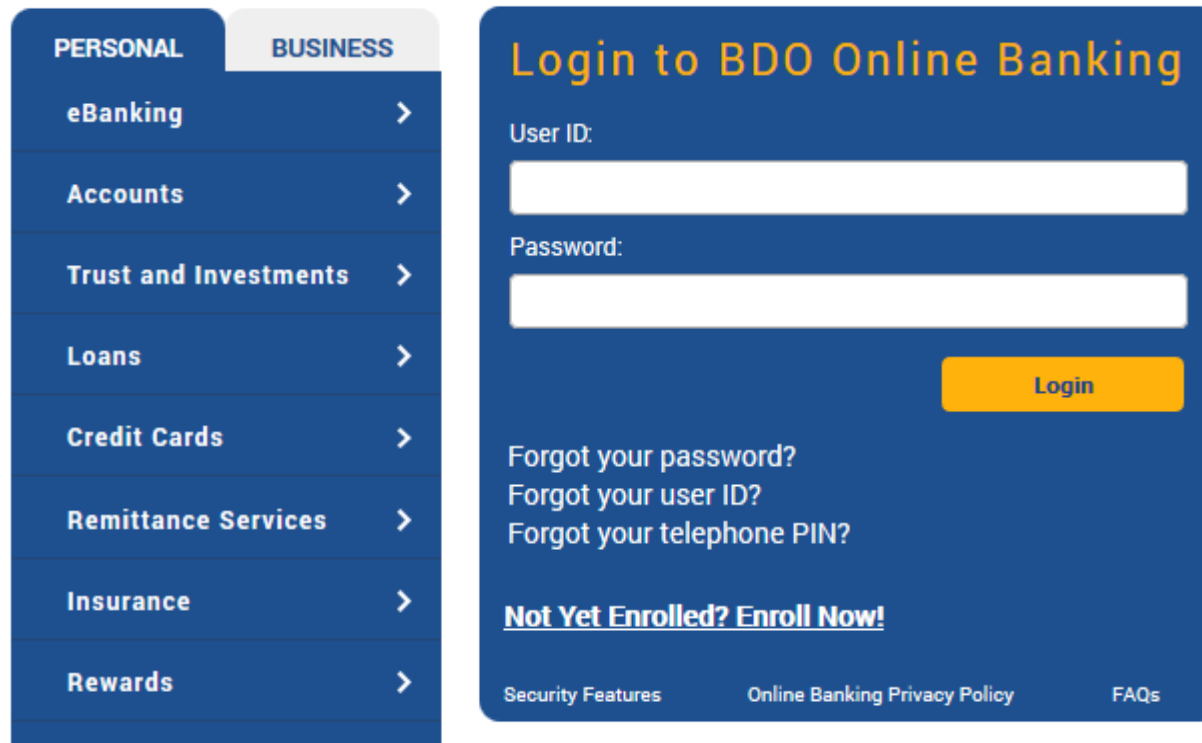 PERSONAL
BUSINESS
eBanking
Accounts
Trust and Investments
Loans
Credit Cards
Remittance Services
Insurance
Rewards
Login to BDO Online Banking
User ID:
Password:
Login
Forgot your password?
Forgot your user ID?
Forgot your telephone PIN?
Not Yet Enrolled? Enroll Now!
Security Features
Online Banking Privacy Policy
FAQs